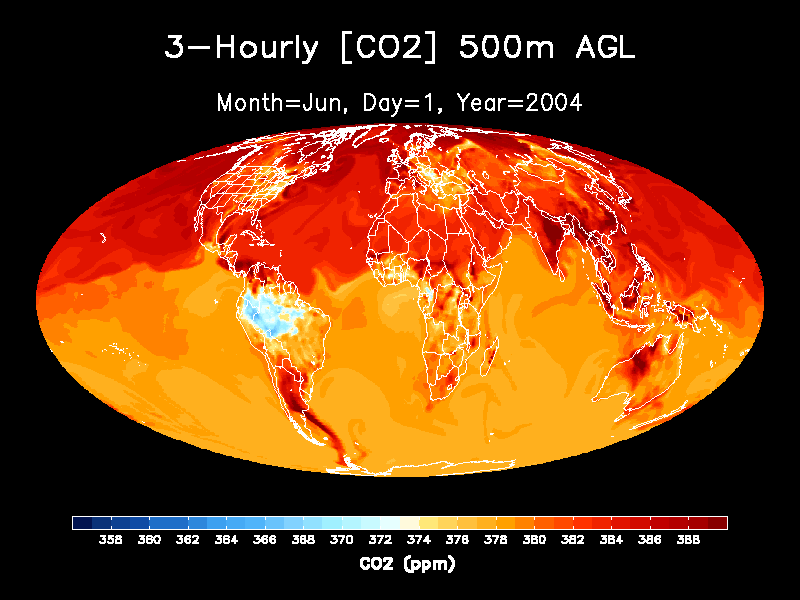 3-Hourly [CO2] 500m AGL
Month=Jun, Day=1, Year=2004
358 360 362 364 366 368 370 372 374 376 378 380 382 384 386 388
CO2 (ppm)